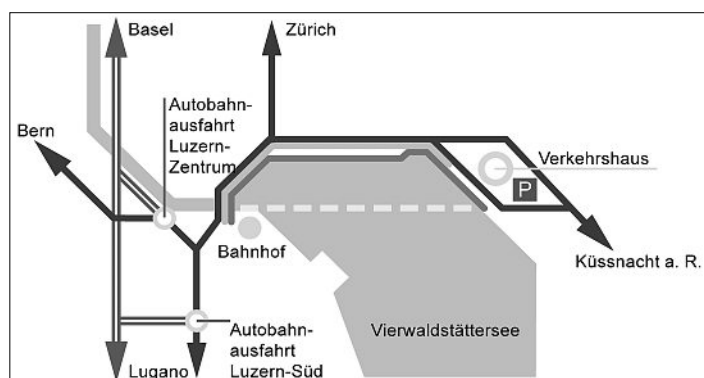 Basel
Zürich
Autobahn-
ausfahrt
Luzern-
Zentrum
Bern
Verkehrshaus
P
Bahnhof
Küssnacht a. R.
Autobahn-
ausfahrt
Luzern-Süd
Vierwaldstättersee
Lugano